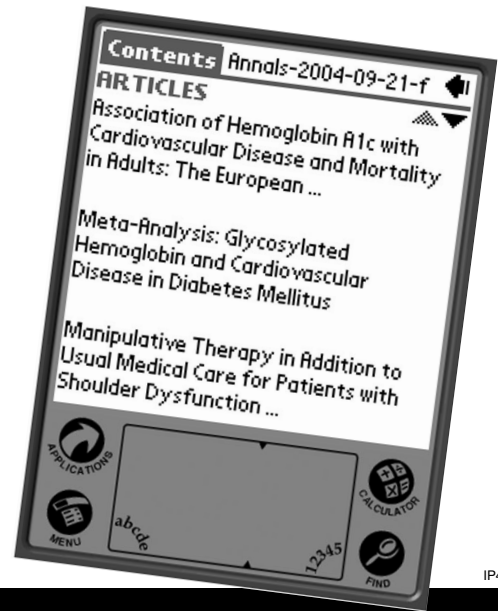 Contents Annals-2004-09-21-f
ARTICLES
Association of Hemoglobin A1c with
Cardiovascular Disease and Mortality
in Adults: The European ...
Meta-Analysis: Glycosylated
Hemoglobin and Cardiovascular
Disease in Diabetes Mellitus
Manipulative Therapy in Addition to
Usual Medical Care for Patients with
Shoulder Dysfunction ...
APPLICATIONS
CALCULATOR
MENU
abcde
12345
FIND